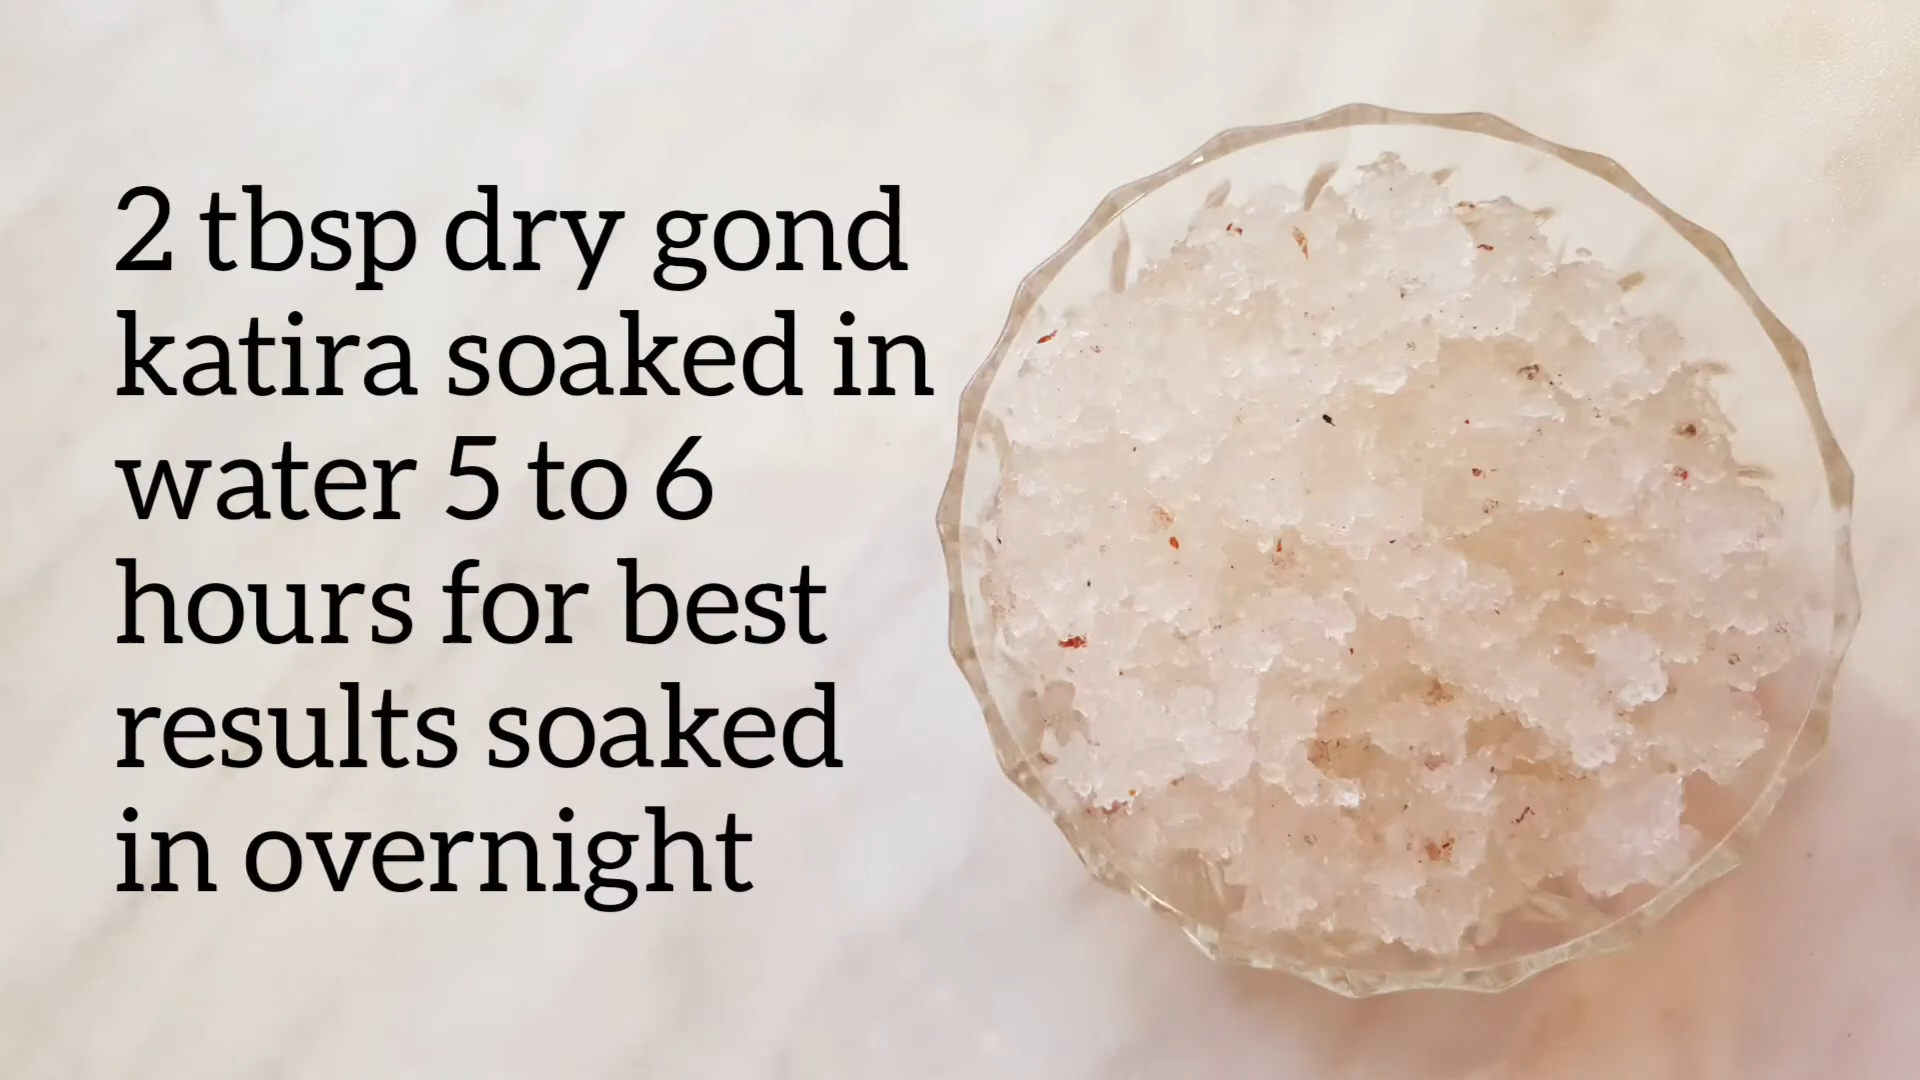 2 tbsp dry gond
katira soaked in
water 5 to 6
hours for best
results soaked
in overnight